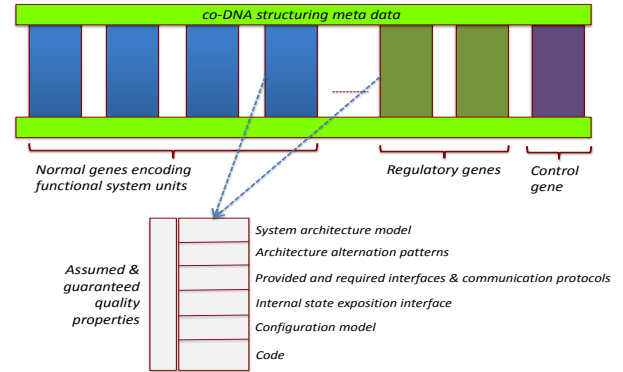 co-DNA structuring meta data
Normal genes encoding
functional system units
Regulatory genes
Control
gene
Assumed &
guaranteed
quality
properties
System architecture model
Architecture alternation patterns
Provided and required interfaces & communication protocols
Internal state exposition interface
Configuration model
Code